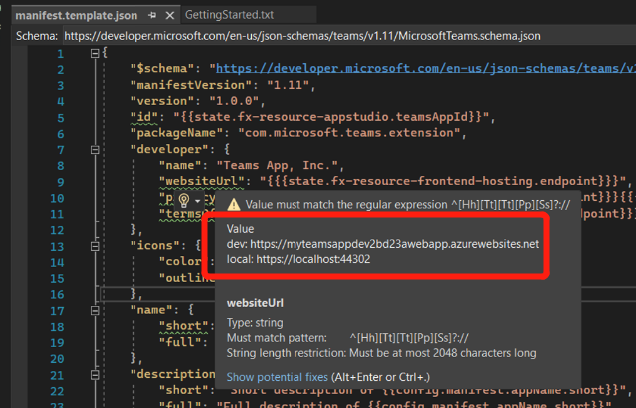 manifest.template.json
GettingStarted.txt
Schema: https://developer.microsoft.com/en-us/json-schemas/teams/v1.11/MicrosoftTeams.schema.json
1 {
2 "$schema": "https://developer.microsoft.com/en-us/json-schemas/teams/v1
3 "manifestVersion": "1.11",
4 "version": "1.0.0",
5 "id": "{{state.fx-resource-appstudio.teamsAppId}}",
6 "packageName": "com.microsoft.teams.extension",
7 "developer": {
8 "name": "Teams App, Inc.",
9 "websiteUrl": "{{{state.fx-resource-frontend-hosting.endpoint}}}",
10 "p cy endpoint}}}{{
11 "terms endpoint}}}{{
12 },
13 "icons": {
14 "color"
15 "outline
16 },
17 "name": {
18 "short"
19 "full":
20 },
21 "description
22 "short": "Short description of {{config.manifest.appName.short}}",
23 "full": "Full description of {{config.manifest.appName.short}}"
Value must match the regular expression ^[Hh][Tt][Tt][Pp][Ss]?://
Value
dev: https://myteamsappdev2bd23awebapp.azurewebsites.net
local: https://localhost:44302
websiteUrl
Type: string
Must match pattern: ^[Hh][Tt][Tt][Pp][Ss]?://
String length restriction: Must be at most 2048 characters long
Show potential fixes (Alt+Enter or Ctrl+.)